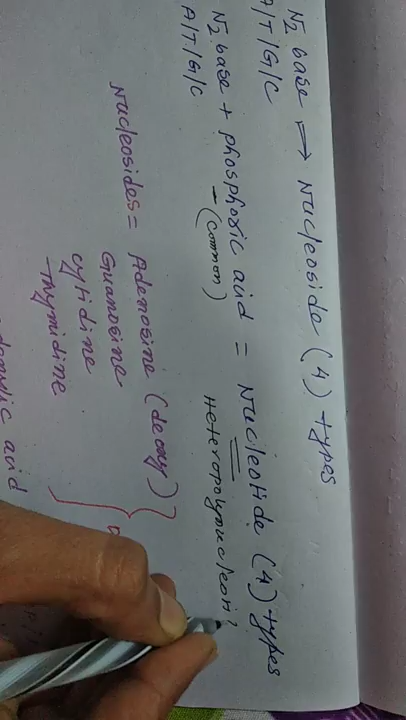 N2 base ⇒ Nucleoside (4) types
A/T/G/C
N2 base + phosphoric acid = Nucleotide (4) types
A/T/G/C - (common)
Nucleosides = Adenosine (deoxy)
Guanosine
Cytidine
Thymidine
acid